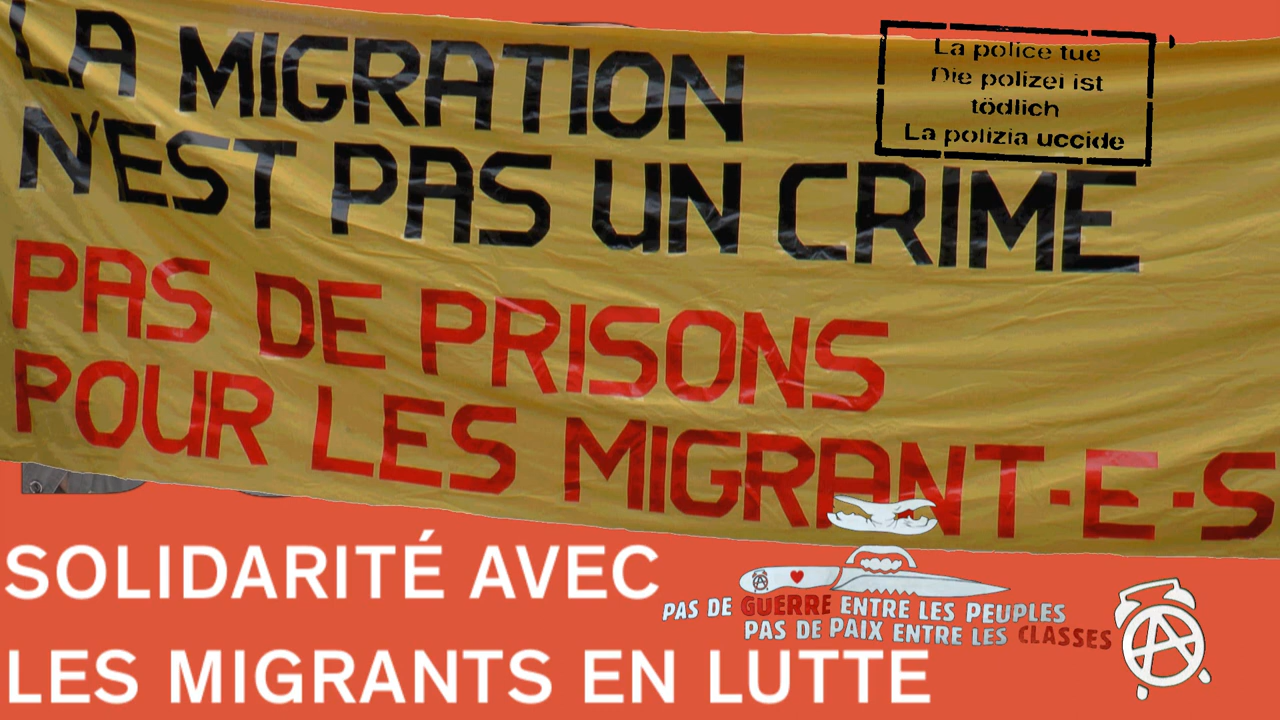 LA MIGRATION
N'EST PAS UN CRIME
PAS DE PRISONS
POUR LES MIGRANT·E·S
La police tue
Die polizei ist
tödlich
La polizia uccide
SOLIDARITÉ AVEC
LES MIGRANTS EN LUTTE
PAS DE GUERRE ENTRE LES PEUPLES
PAS DE PAIX ENTRE LES CLASSES